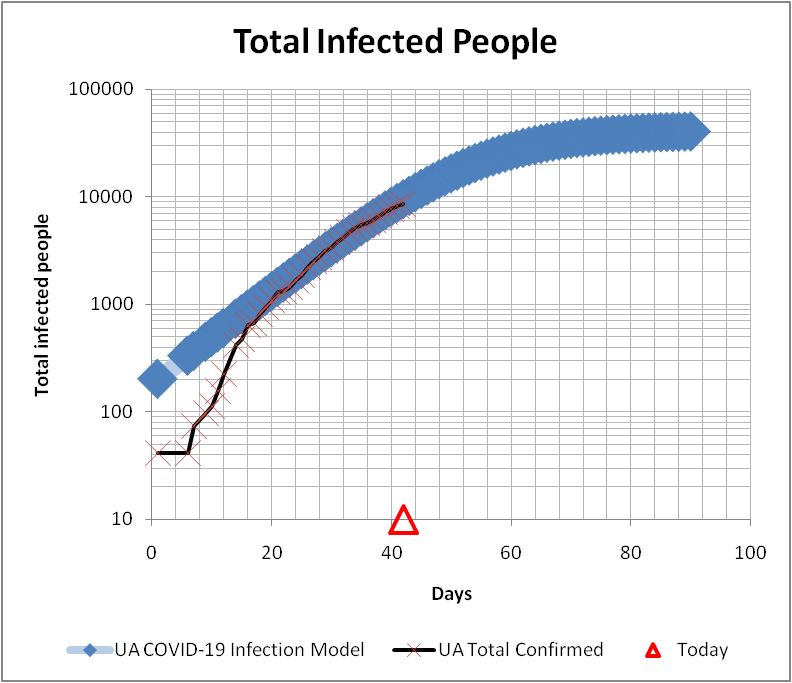 Total Infected People
100000
10000
1000
100
10
Total infected people
0 20 40 60 80 100
Days
UA COVID-19 Infection Model UA Total Confirmed Today